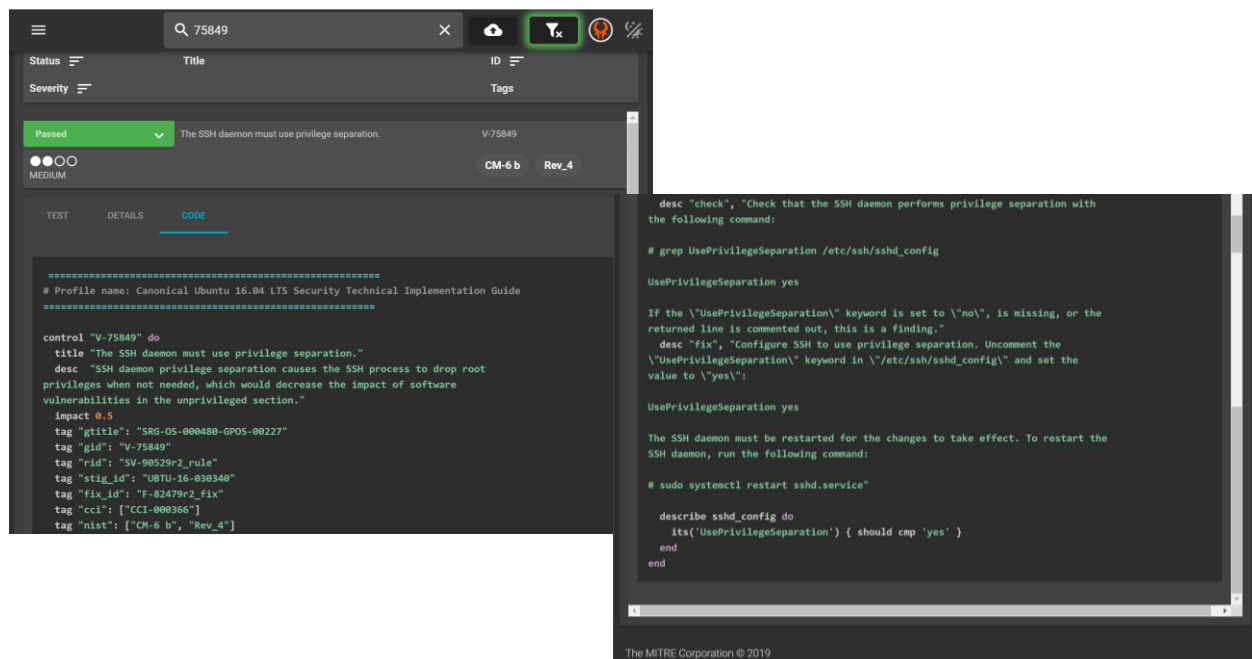 75849
Status Title ID
Severity Tags
Passed The SSH daemon must use privilege separation. V-75849
MEDIUM CM-6 b Rev_4
TEST DETAILS CODE
=========================================================
# Profile name: Canonical Ubuntu 16.04 LTS Security Technical Implementation Guide
=========================================================
control "V-75849" do
title "The SSH daemon must use privilege separation."
desc "SSH daemon privilege separation causes the SSH process to drop root
privileges when not needed, which would decrease the impact of software
vulnerabilities in the unprivileged section."
impact 0.5
tag "gtitle": "SRG-OS-000480-GPOS-00227"
tag "gid": "V-75849"
tag "rid": "SV-90529r2_rule"
tag "stig_id": "UBTU-16-030340"
tag "fix_id": "F-82479r2_fix"
tag "cci": ["CCI-000366"]
tag "nist": ["CM-6 b", "Rev_4"]
desc "check", "Check that the SSH daemon performs privilege separation with
the following command:
# grep UsePrivilegeSeparation /etc/ssh/sshd_config
UsePrivilegeSeparation yes
If the \"UsePrivilegeSeparation\" keyword is set to \"no\", is missing, or the
returned line is commented out, this is a finding."
desc "fix", "Configure SSH to use privilege separation. Uncomment the
\"UsePrivilegeSeparation\" keyword in \"/etc/ssh/sshd_config\" and set the
value to \"yes\":
UsePrivilegeSeparation yes
The SSH daemon must be restarted for the changes to take effect. To restart the
SSH daemon, run the following command:
# sudo systemctl restart sshd.service"
describe sshd_config do
its('UsePrivilegeSeparation') { should cmp 'yes' }
end
end
The MITRE Corporation © 2019